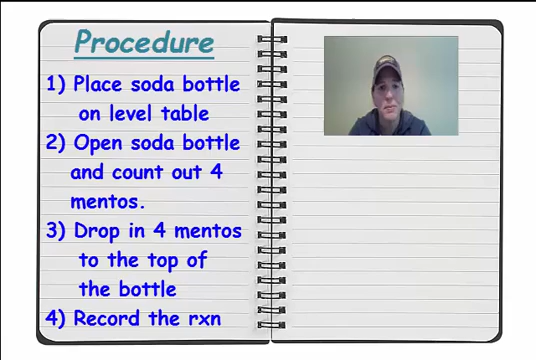 Procedure
1) Place soda bottle
on level table
2) Open soda bottle
and count out 4
mentos.
3) Drop in 4 mentos
to the top of
the bottle
4) Record the rxn